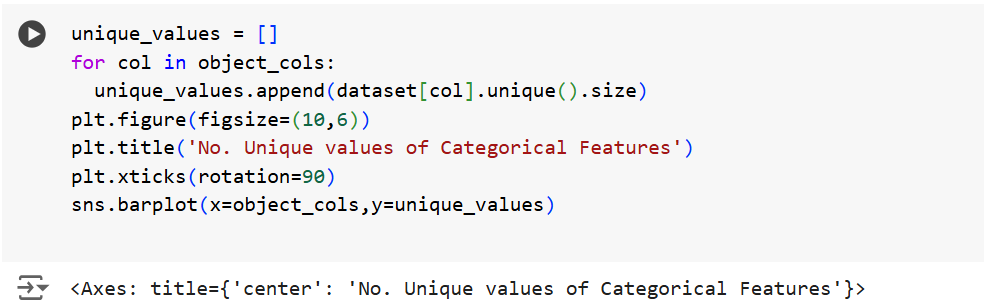 unique_values = []
for col in object_cols:
  unique_values.append(dataset[col].unique().size)
plt.figure(figsize=(10,6))
plt.title('No. Unique values of Categorical Features')
plt.xticks(rotation=90)
sns.barplot(x=object_cols,y=unique_values)
<Axes: title={'center': 'No. Unique values of Categorical Features'}>